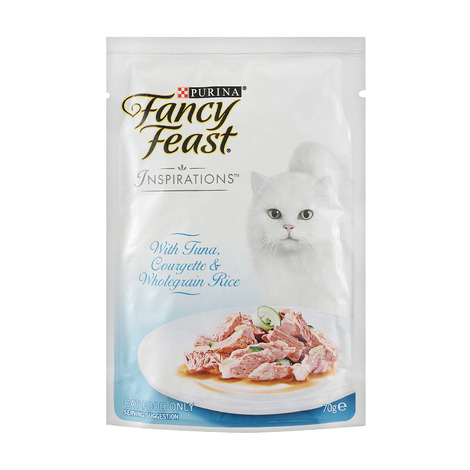 PURINA
Fancy
Feast®
INSPIRATIONS™
With Tuna,
Courgette &
Wholegrain Rice
CAT FOOD ONLY
SERVING SUGGESTION
70g e